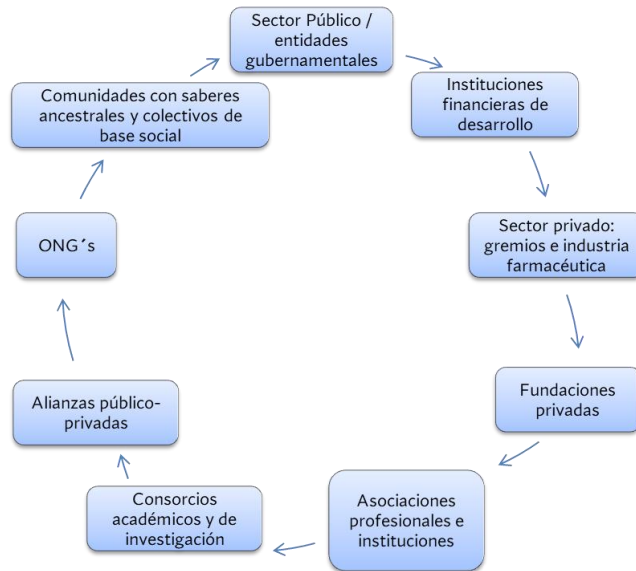 Sector Público /
entidades
gubernamentales
Instituciones
financieras de
desarrollo
Sector privado:
gremios e industria
farmacéutica
Fundaciones
privadas
Asociaciones
profesionales e
instituciones
Consorcios
académicos y de
investigación
Alianzas público-
privadas
ONG´s
Comunidades con saberes
ancestrales y colectivos de
base social